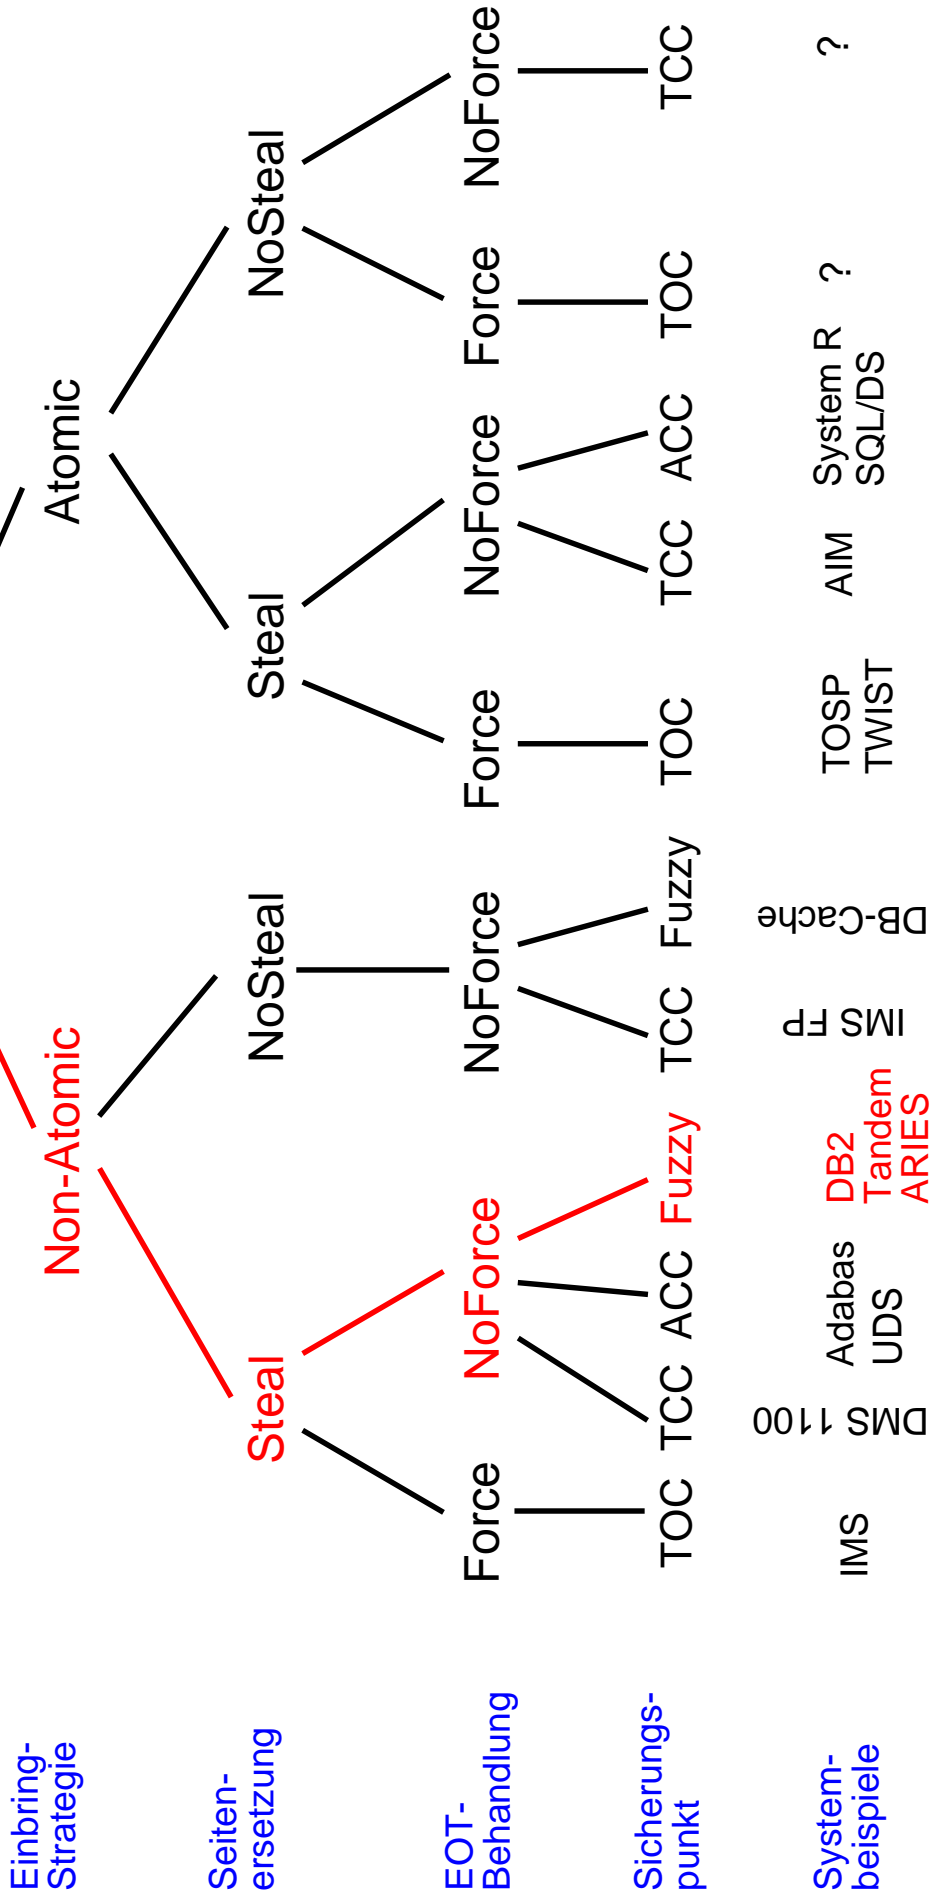 Einbring-
Strategie
Non-Atomic
Atomic
Seiten-
ersetzung
Steal
NoSteal
Steal
NoSteal
EOT-
Behandlung
Force
NoForce
NoForce
Force
NoForce
Force
NoForce
Sicherungs-
punkt
TOC
TCC
ACC
Fuzzy
TCC
Fuzzy
TOC
TCC
ACC
TOC
TCC
System-
beispiele
IMS
DMS 1100
Adabas
UDS
DB2
Tandem
ARIES
IMS FP
DB-Cache
TOSP
TWIST
AIM
System R
SQL/DS
?
?